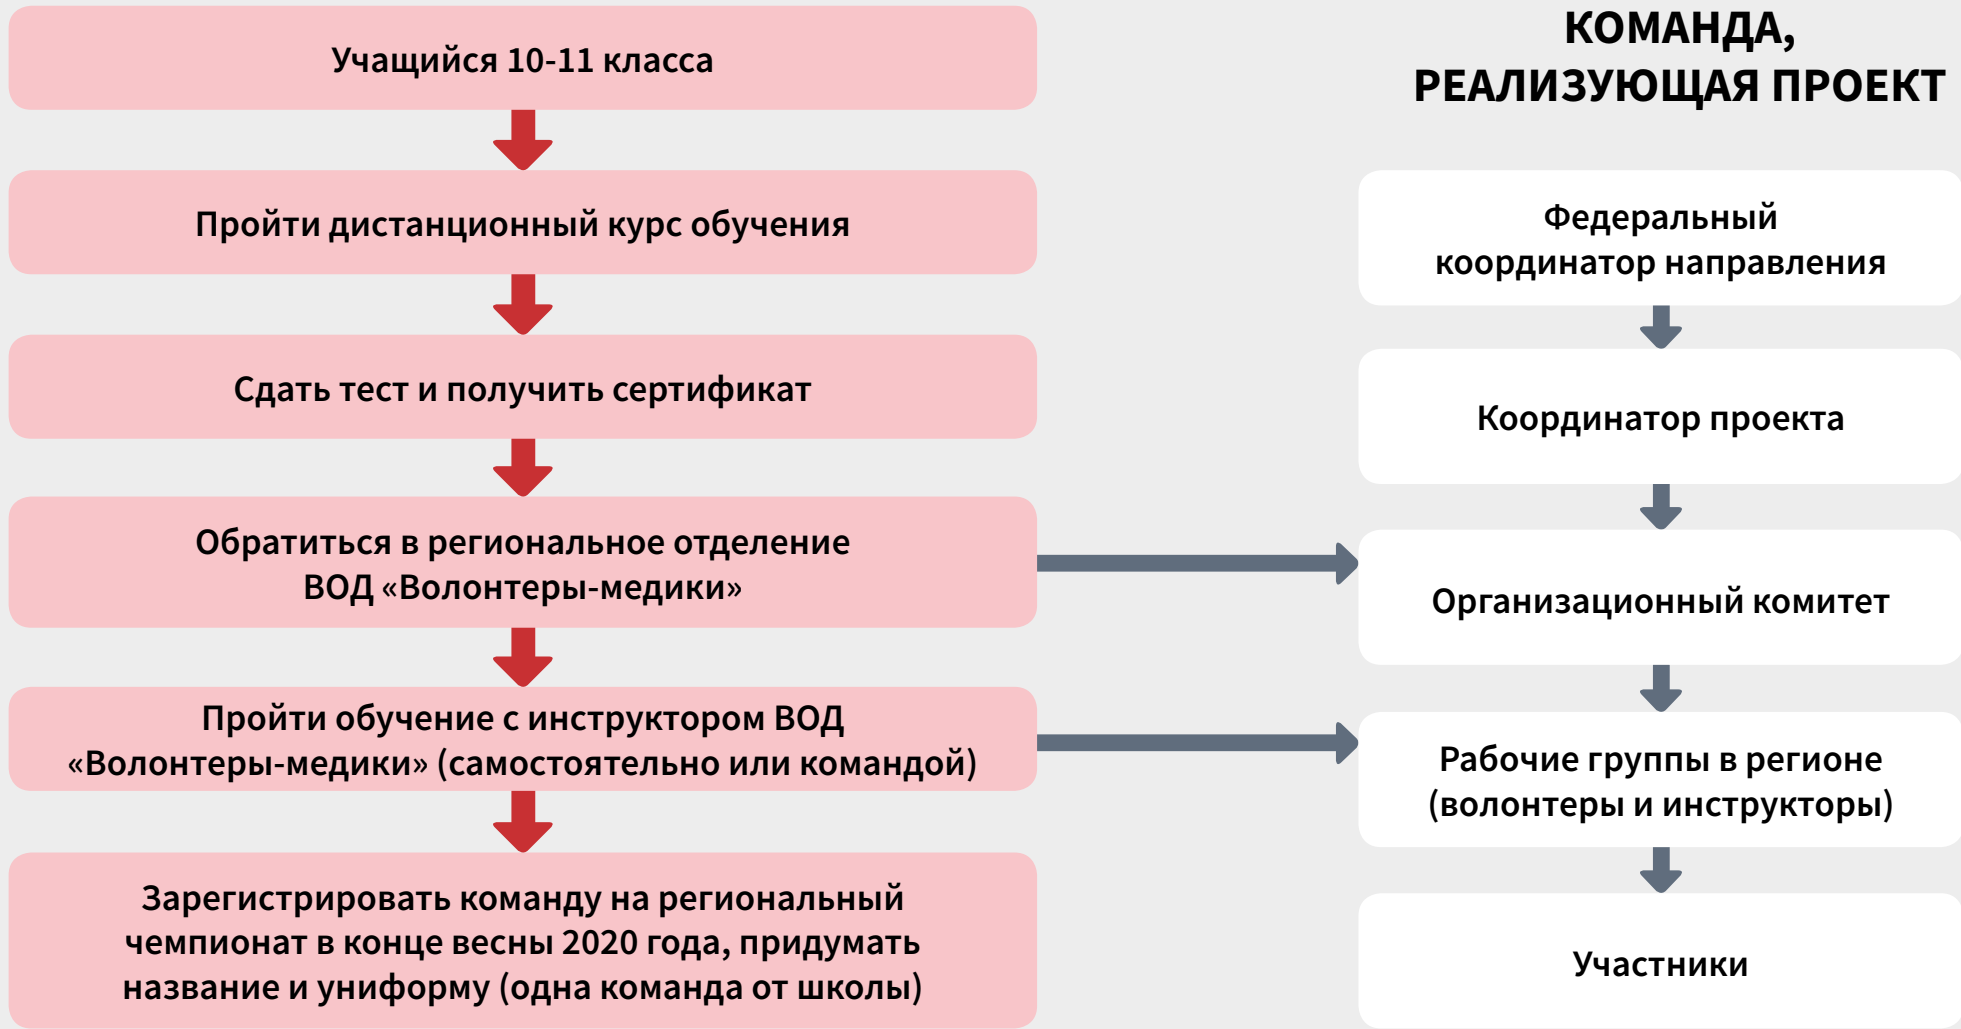 Учащийся 10-11 класса
Пройти дистанционный курс обучения
Сдать тест и получить сертификат
Обратиться в региональное отделение
ВОД «Волонтеры-медики»
Пройти обучение с инструктором ВОД
«Волонтеры-медики» (самостоятельно или командой)
Зарегистрировать команду на региональный
чемпионат в конце весны 2020 года, придумать
название и униформу (одна команда от школы)
КОМАНДА,
РЕАЛИЗУЮЩАЯ ПРОЕКТ
Федеральный
координатор направления
Координатор проекта
Организационный комитет
Рабочие группы в регионе
(волонтеры и инструкторы)
Участники